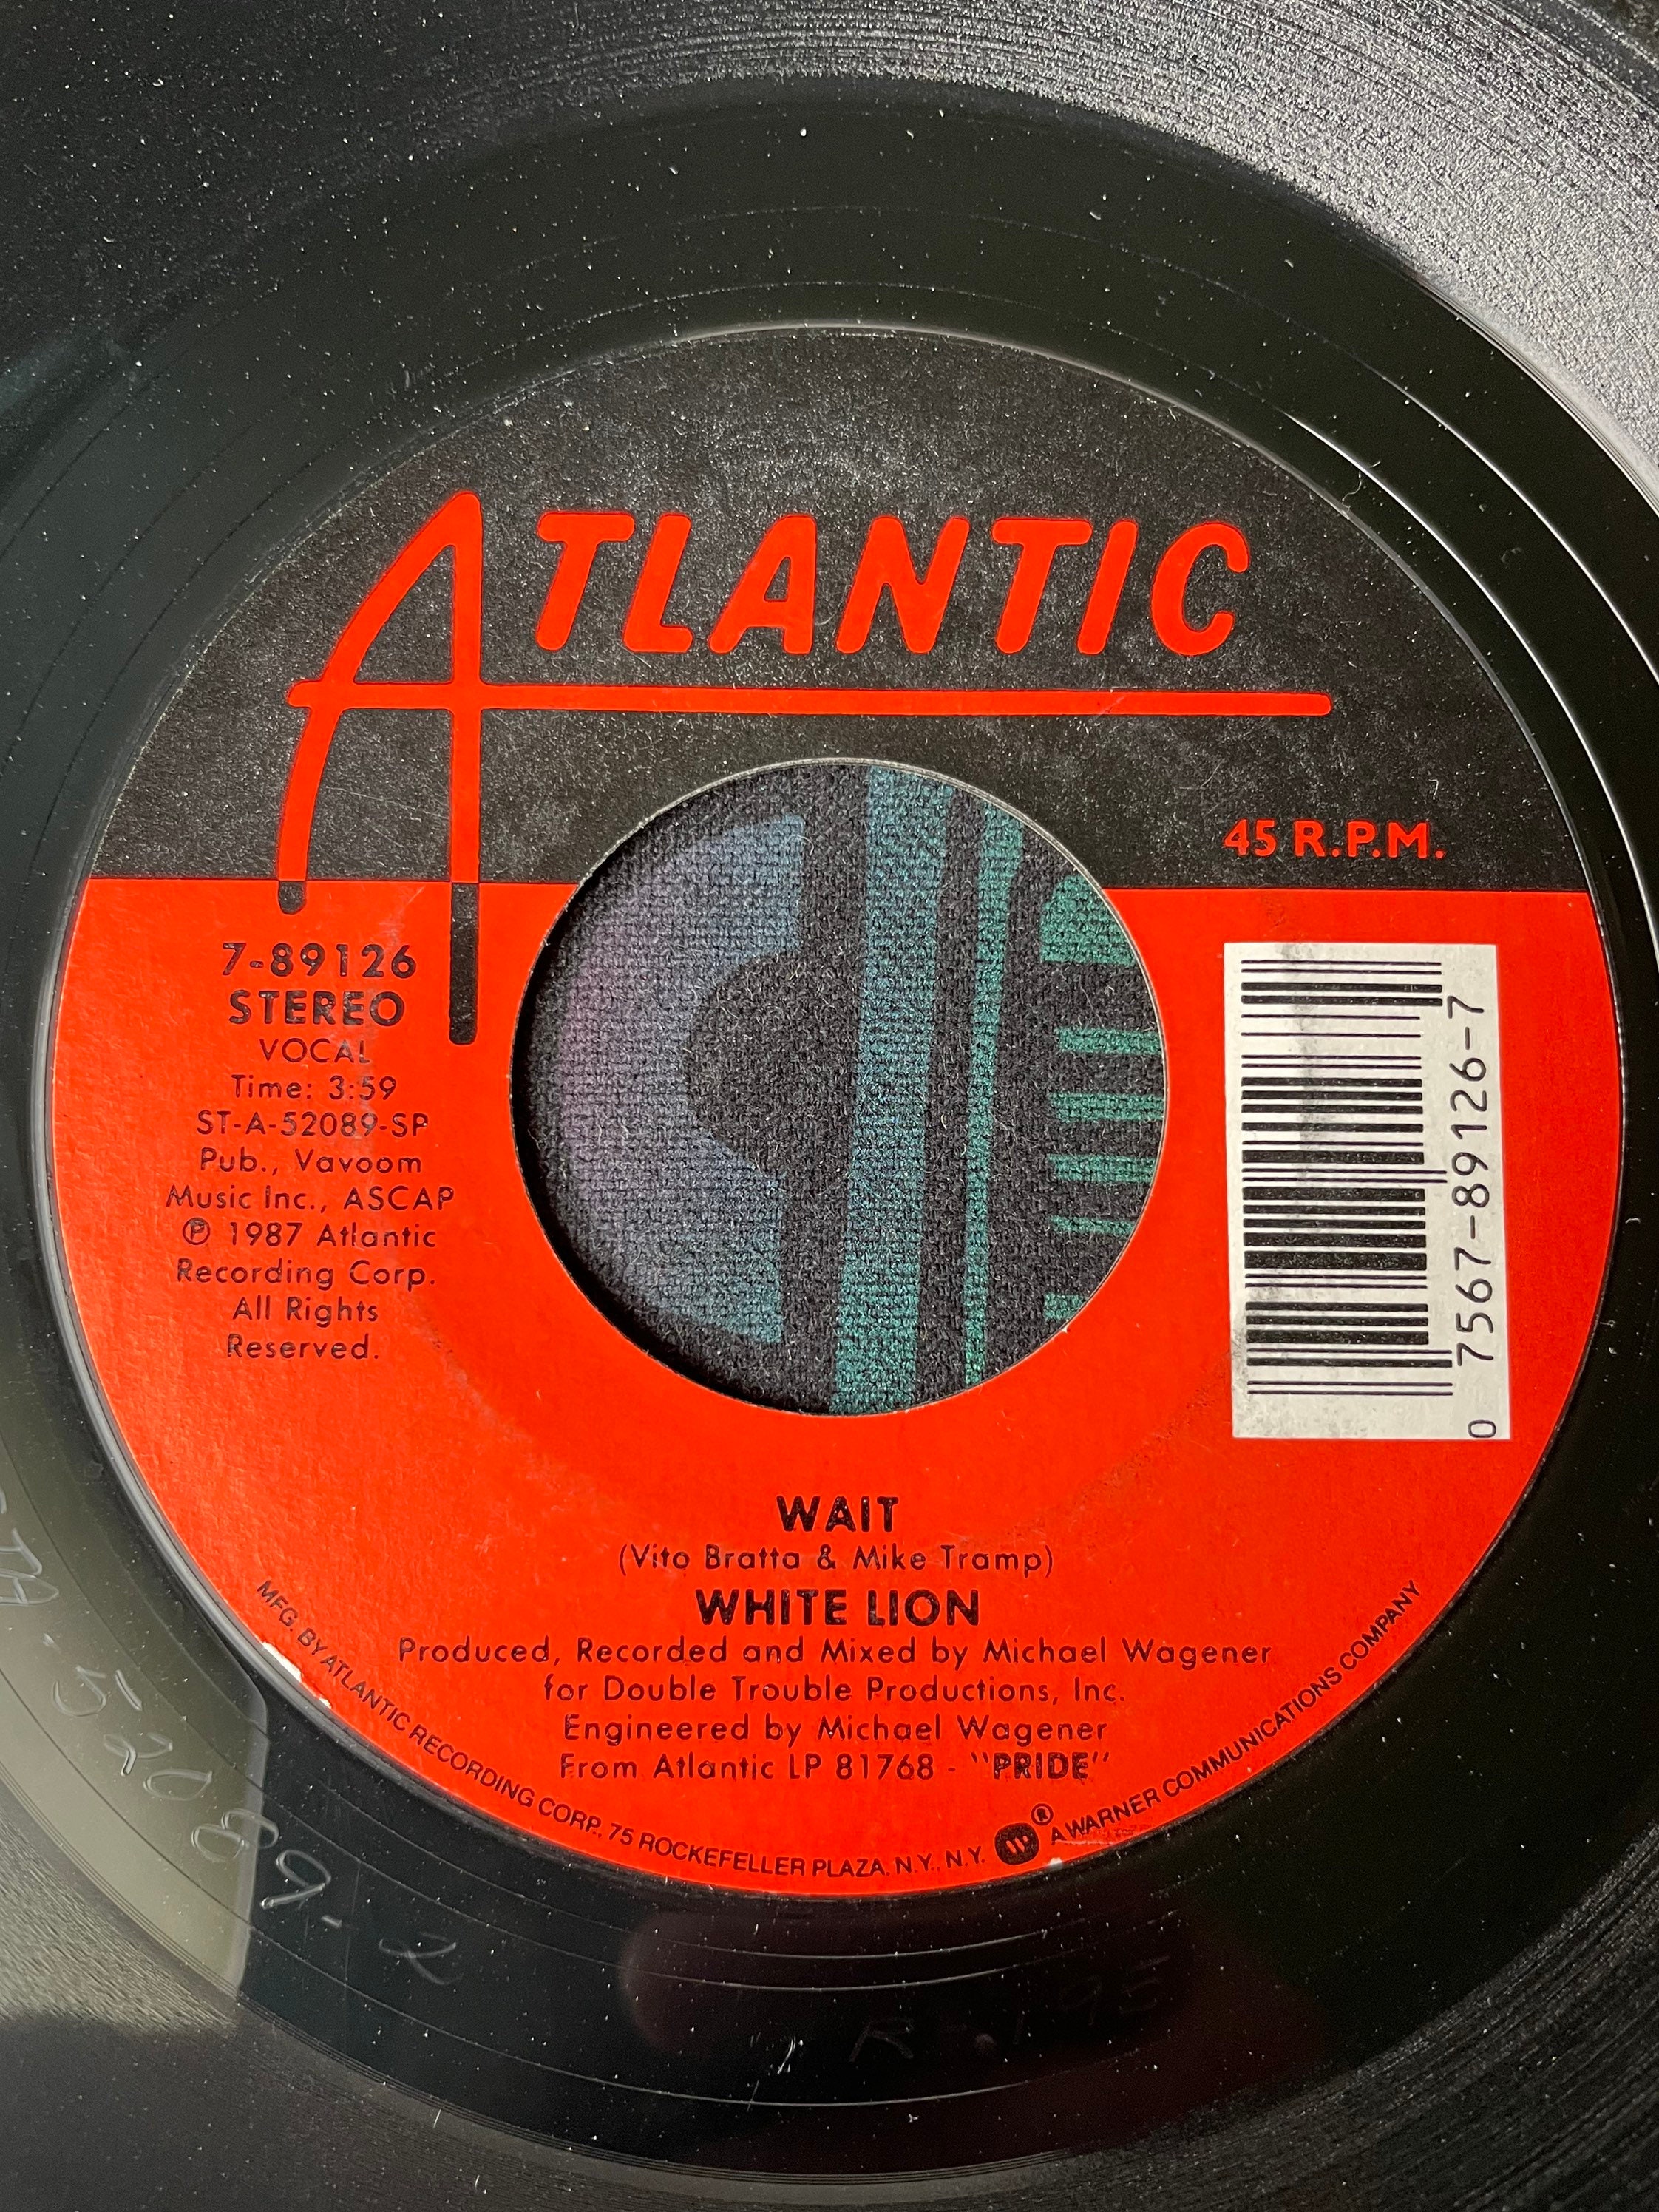 ATLANTIC
45 R.P.M.
7-89126
STEREO
VOCAL
Time: 3:59
ST-A-52089-SP
Pub., Vavoom
Music Inc., ASCAP
℗ 1987 Atlantic
Recording Corp.
All Rights
Reserved.
0 7567-89126-7
WAIT
(Vito Bratta & Mike Tramp)
WHITE LION
Produced, Recorded and Mixed by Michael Wagener
for Double Trouble Productions, Inc.
Engineered by Michael Wagener
From Atlantic LP 81768 - "PRIDE"
MFG. BY ATLANTIC RECORDING CORP., 75 ROCKEFELLER PLAZA, N.Y., N.Y. ® A WARNER COMMUNICATIONS COMPANY
52089-2